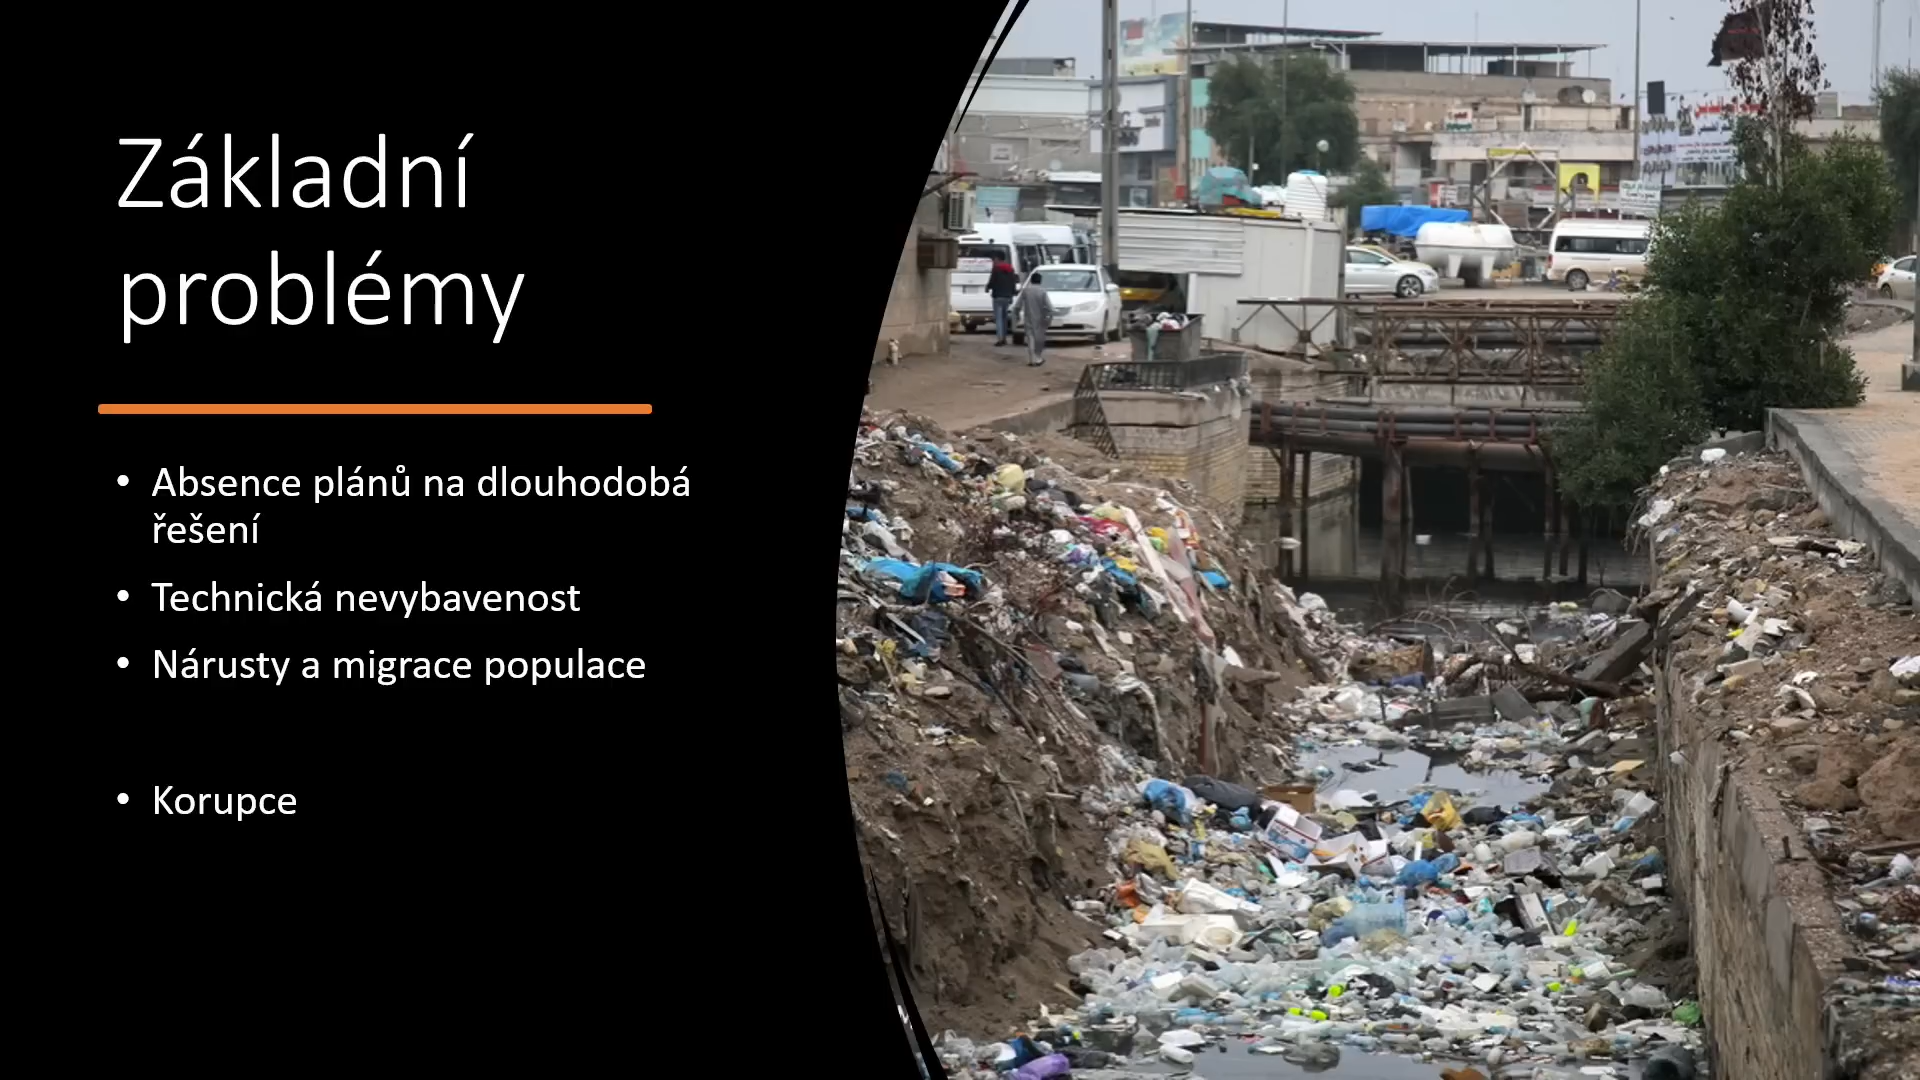 Základní
problémy
• Absence plánů na dlouhodobá
řešení
• Technická nevybavenost
• Nárusty a migrace populace
• Korupce